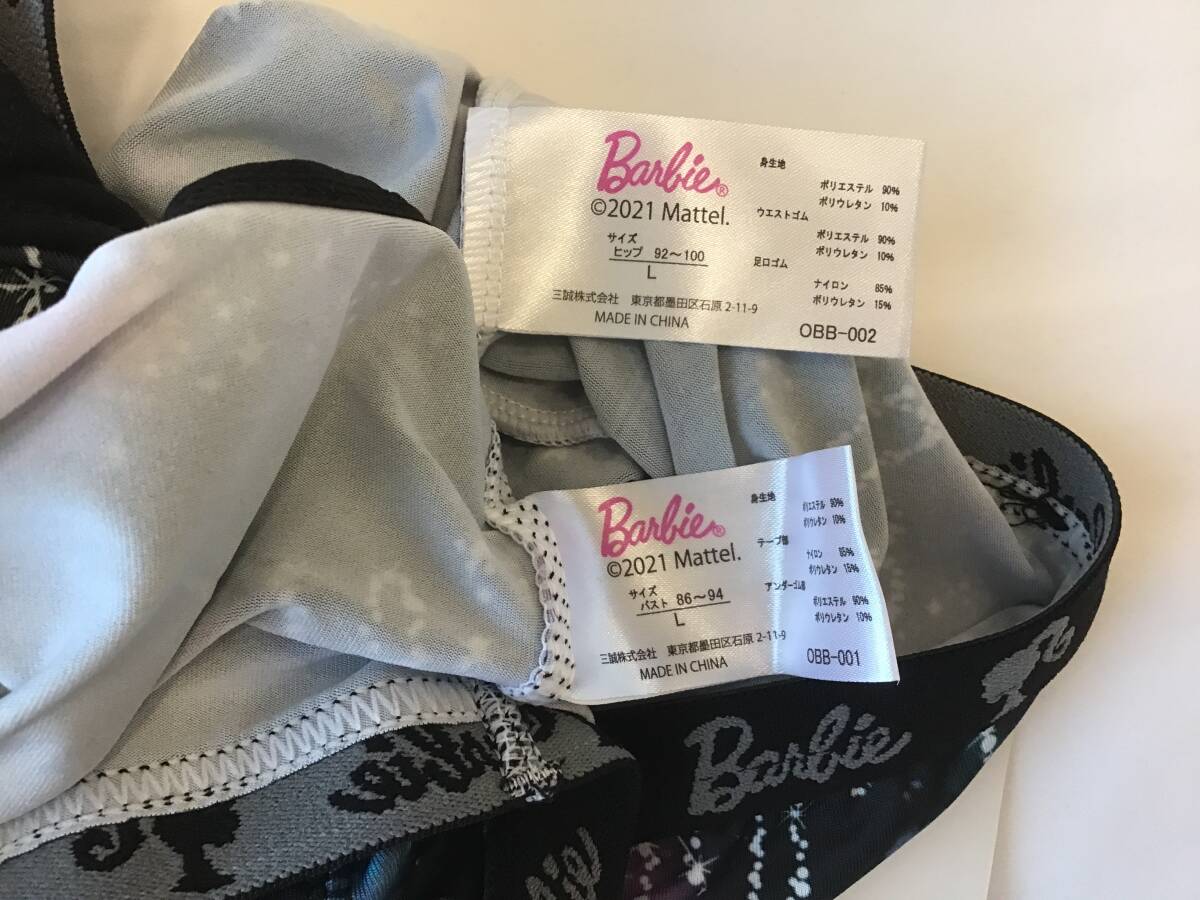 Barbie®
©2021 Mattel.
サイズ
ヒップ 92～100
L
身生地
ポリエステル 90%
ポリウレタン 10%
ウエストゴム
ポリエステル 90%
ポリウレタン 10%
足口ゴム
ナイロン 85%
ポリウレタン 15%
三誠株式会社 東京都墨田区石原 2-11-9
MADE IN CHINA
OBB-002
Barbie®
©2021 Mattel.
サイズ
バスト 86～94
L
身生地
ポリエステル 90%
ポリウレタン 10%
テープ部
ナイロン 85%
ポリウレタン 15%
アンダーゴム部
ポリエステル 90%
ポリウレタン 10%
三誠株式会社 東京都墨田区石原 2-11-9
MADE IN CHINA
OBB-001
Barbie